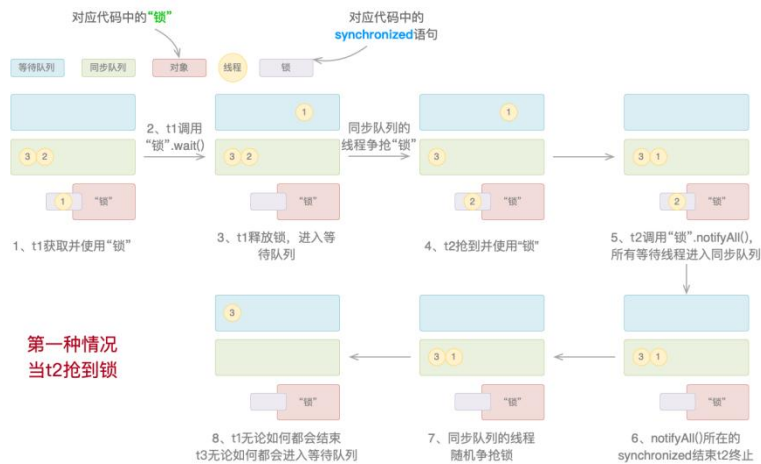 对应代码中的“锁”
对应代码中的
synchronized语句
等待队列
同步队列
对象
线程
锁
1
2、t1调用
“锁”.wait()
同步队列的
线程争抢“锁”
1
3 2
3 2
3
3 1
1
“锁”
“锁”
2
“锁”
2
“锁”
1、t1获取并使用“锁”
3、t1释放锁，进入等
待队列
4、t2抢到并使用“锁”
5、t2调用“锁”.notifyAll(),
所有等待线程进入同步队列
3
第一种情况
当t2抢到锁
3 1
3 1
“锁”
“锁”
“锁”
8、t1无论如何都会结束
t3无论如何都会进入等待队列
7、同步队列的线程
随机争抢锁
6、notifyAll()所在的
synchronized结束t2终止